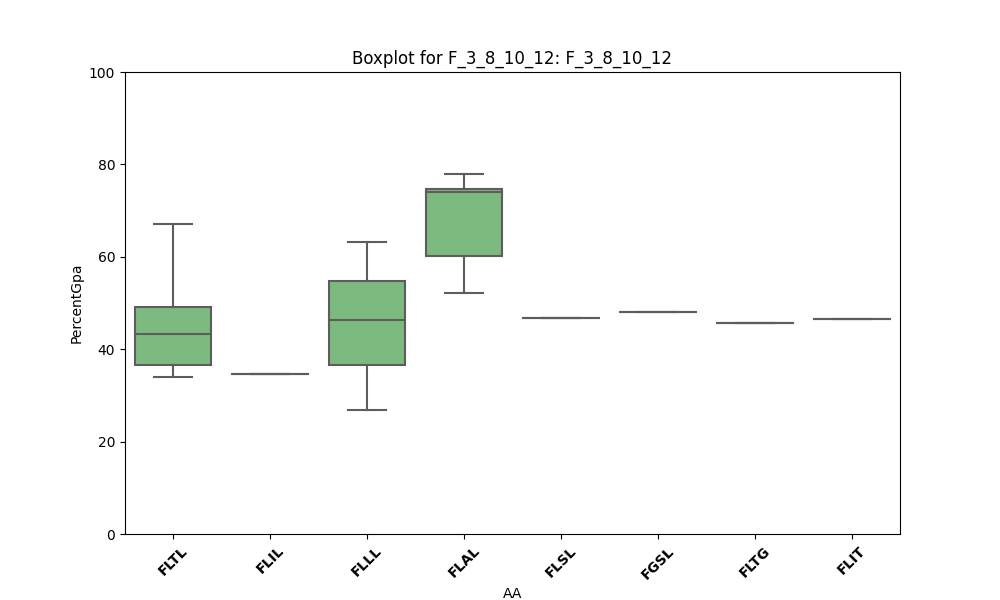 Boxplot for F_3_8_10_12: F_3_8_10_12
100
80
60
40
20
0
PercentGpa
FLTL
FLIL
FLLL
FLAL
FLSL
FGSL
FLTG
FLIT
AA